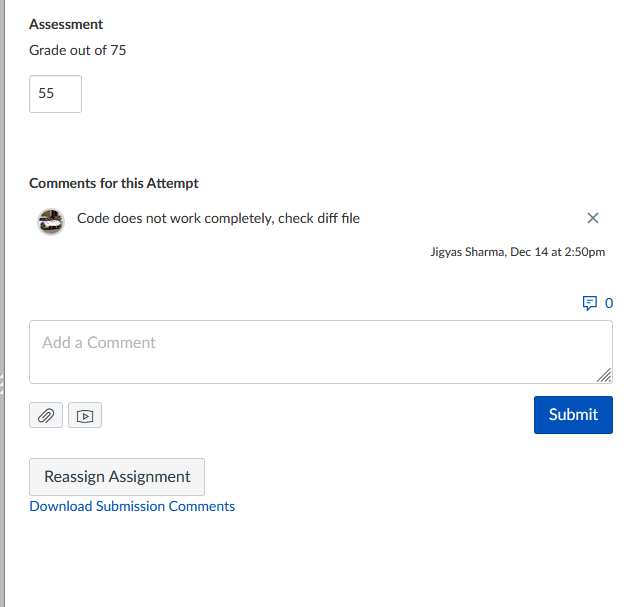 Assessment
Grade out of 75
55
Comments for this Attempt
Code does not work completely, check diff file
Jigyas Sharma, Dec 14 at 2:50pm
0
Add a Comment
Submit
Reassign Assignment
Download Submission Comments